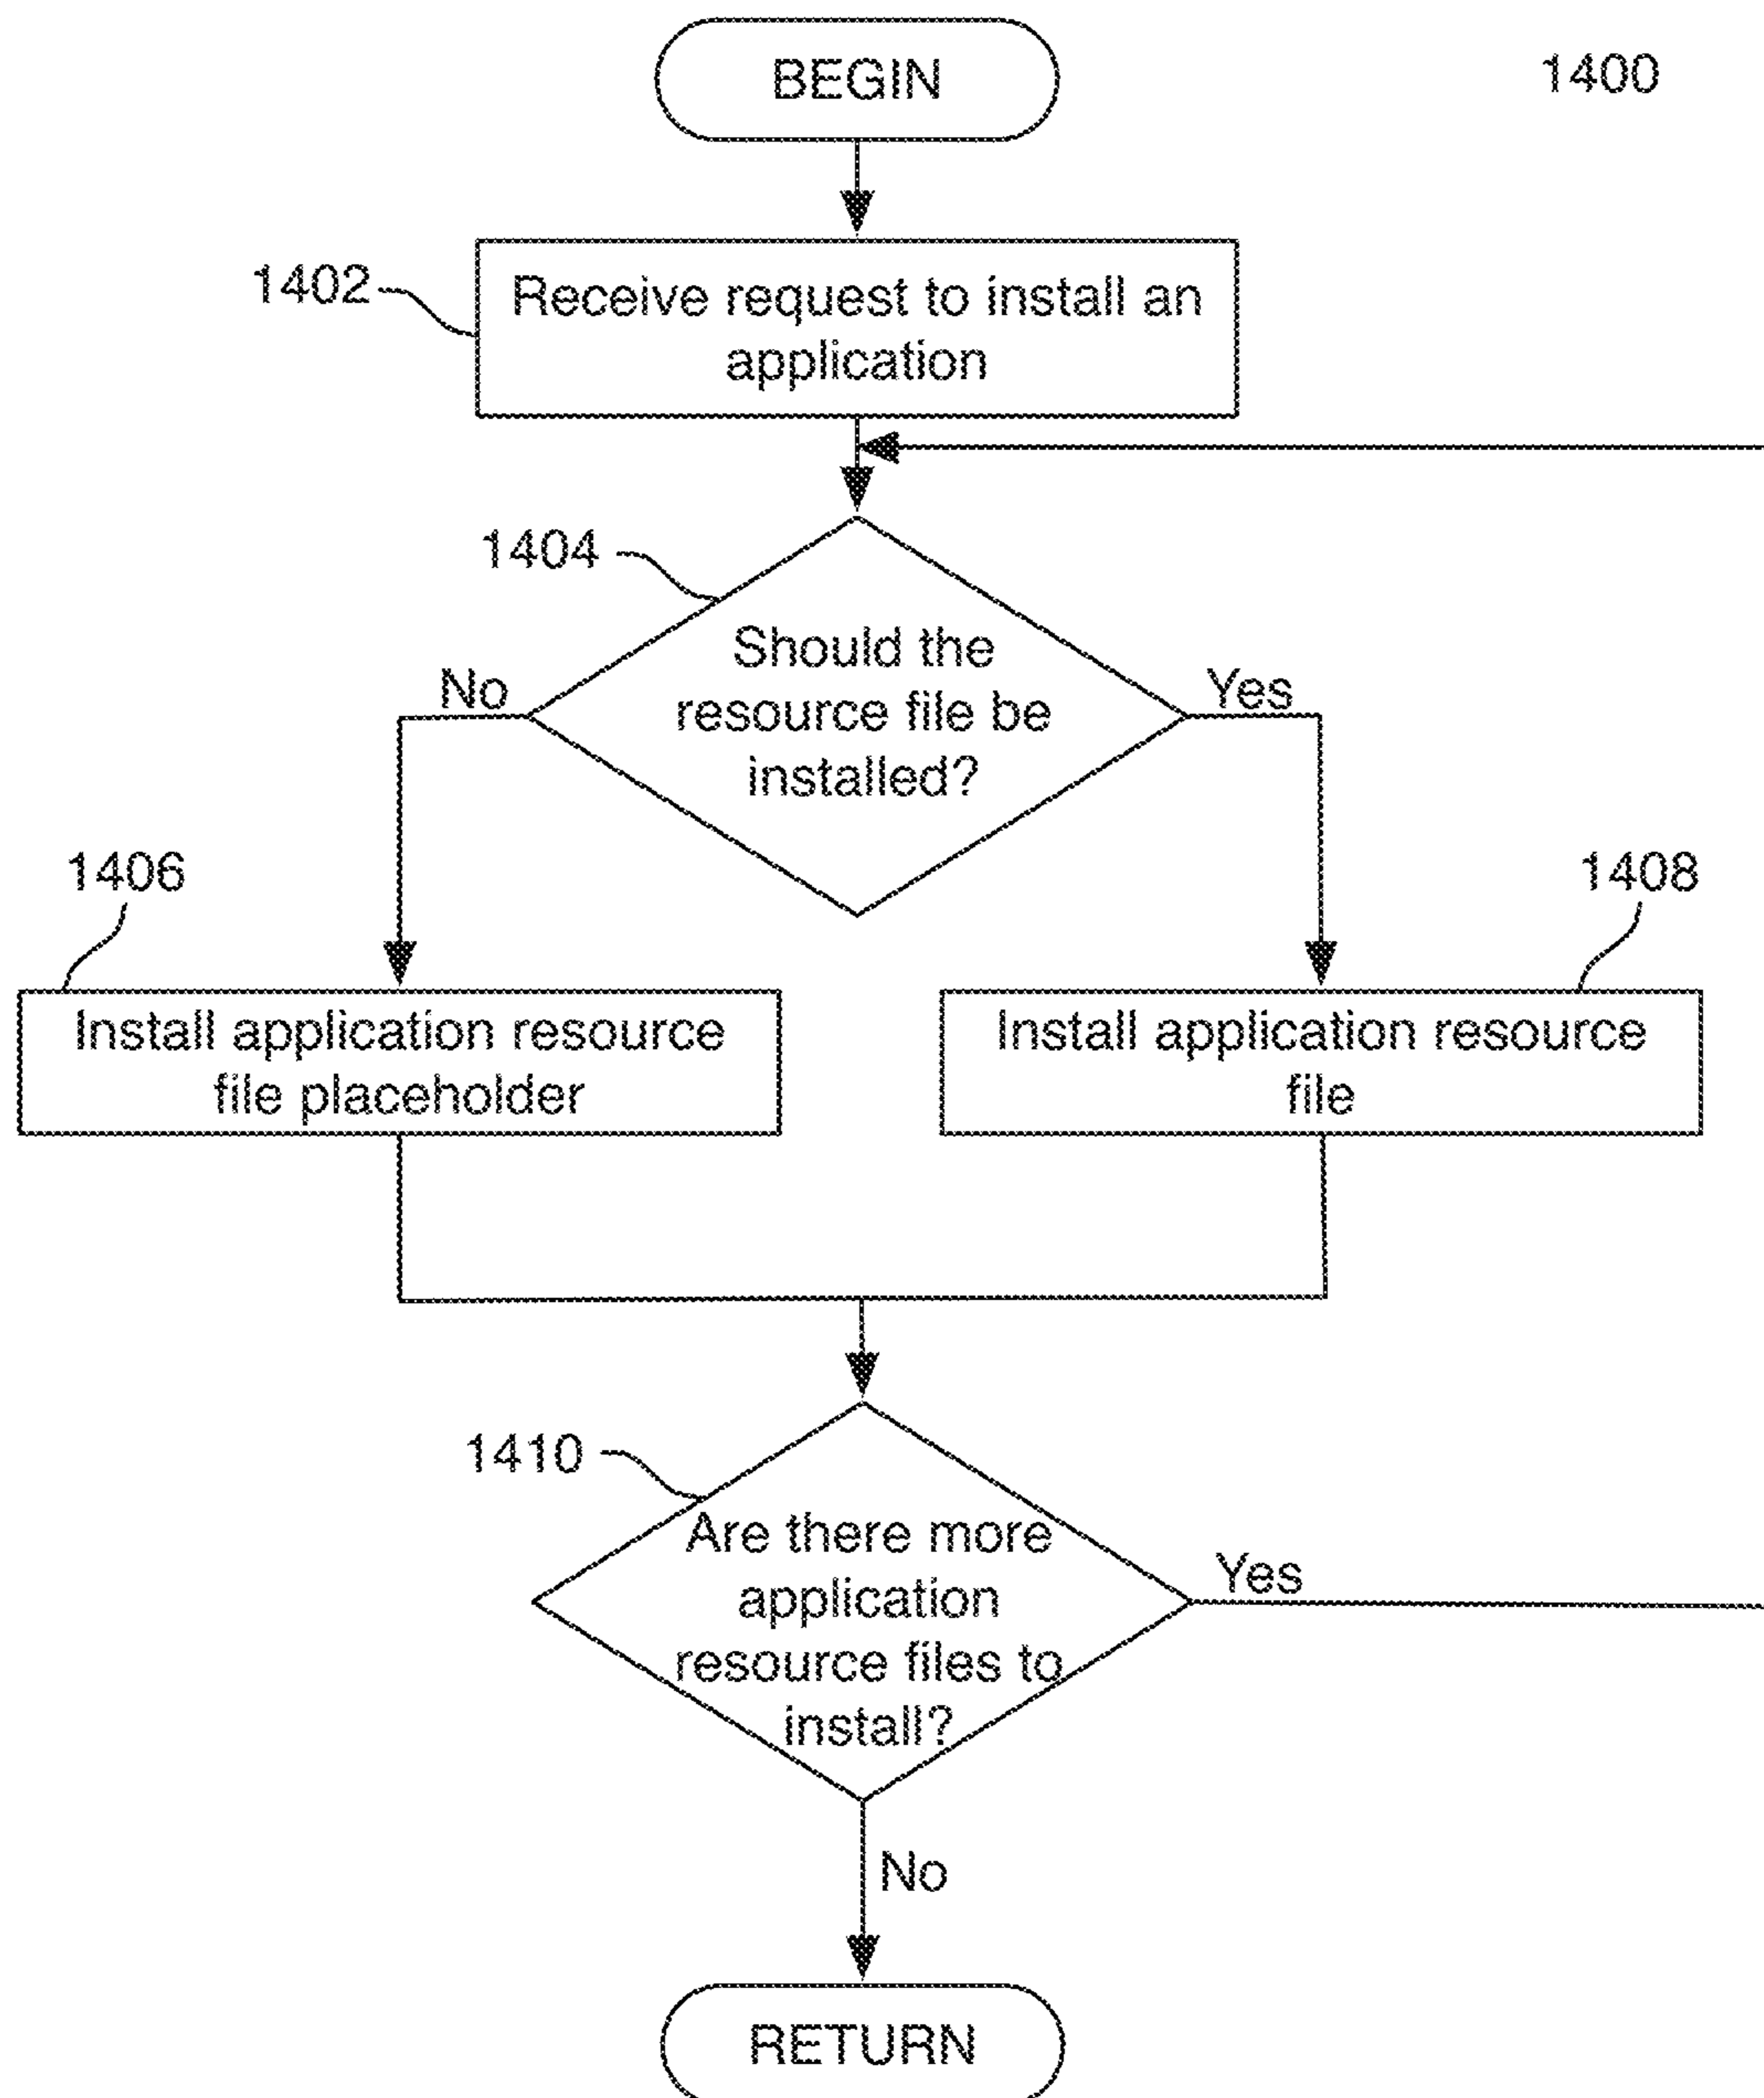 BEGIN
1400
1402
Receive request to install an
application
1404
Should the
resource file be
installed?
No
Yes
1406
1408
Install application resource
file placeholder
Install application resource
file
1410
Are there more
application
resource files to
install?
Yes
No
RETURN